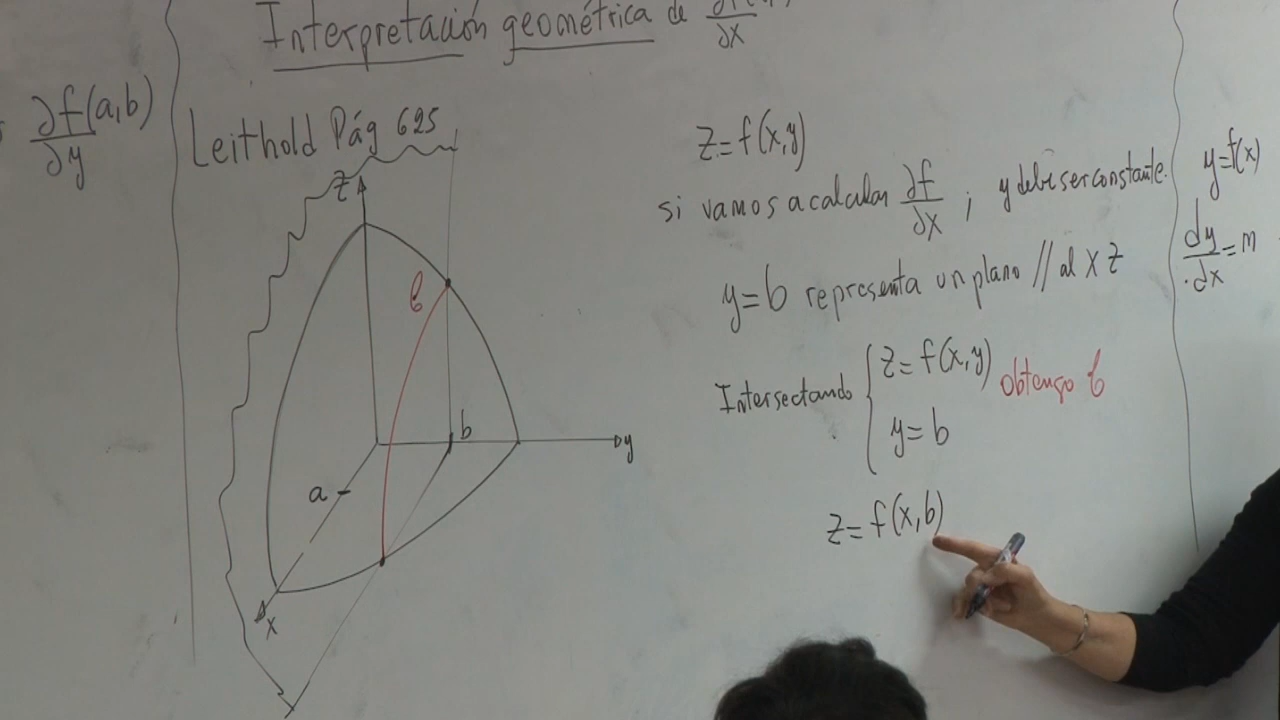 Interpretación geométrica de ∂f
∂x
∂f(a,b)
∂y
Leithold Pág 625
z
b
y
a
x
z=f(x,y)
si vamos a calcular ∂f/∂x ; y debe ser constante.
y=b representa un plano // al xz
Intersectando { z=f(x,y) obtengo b
y=b
z=f(x,b)
y=f(x)
dy/dx=m